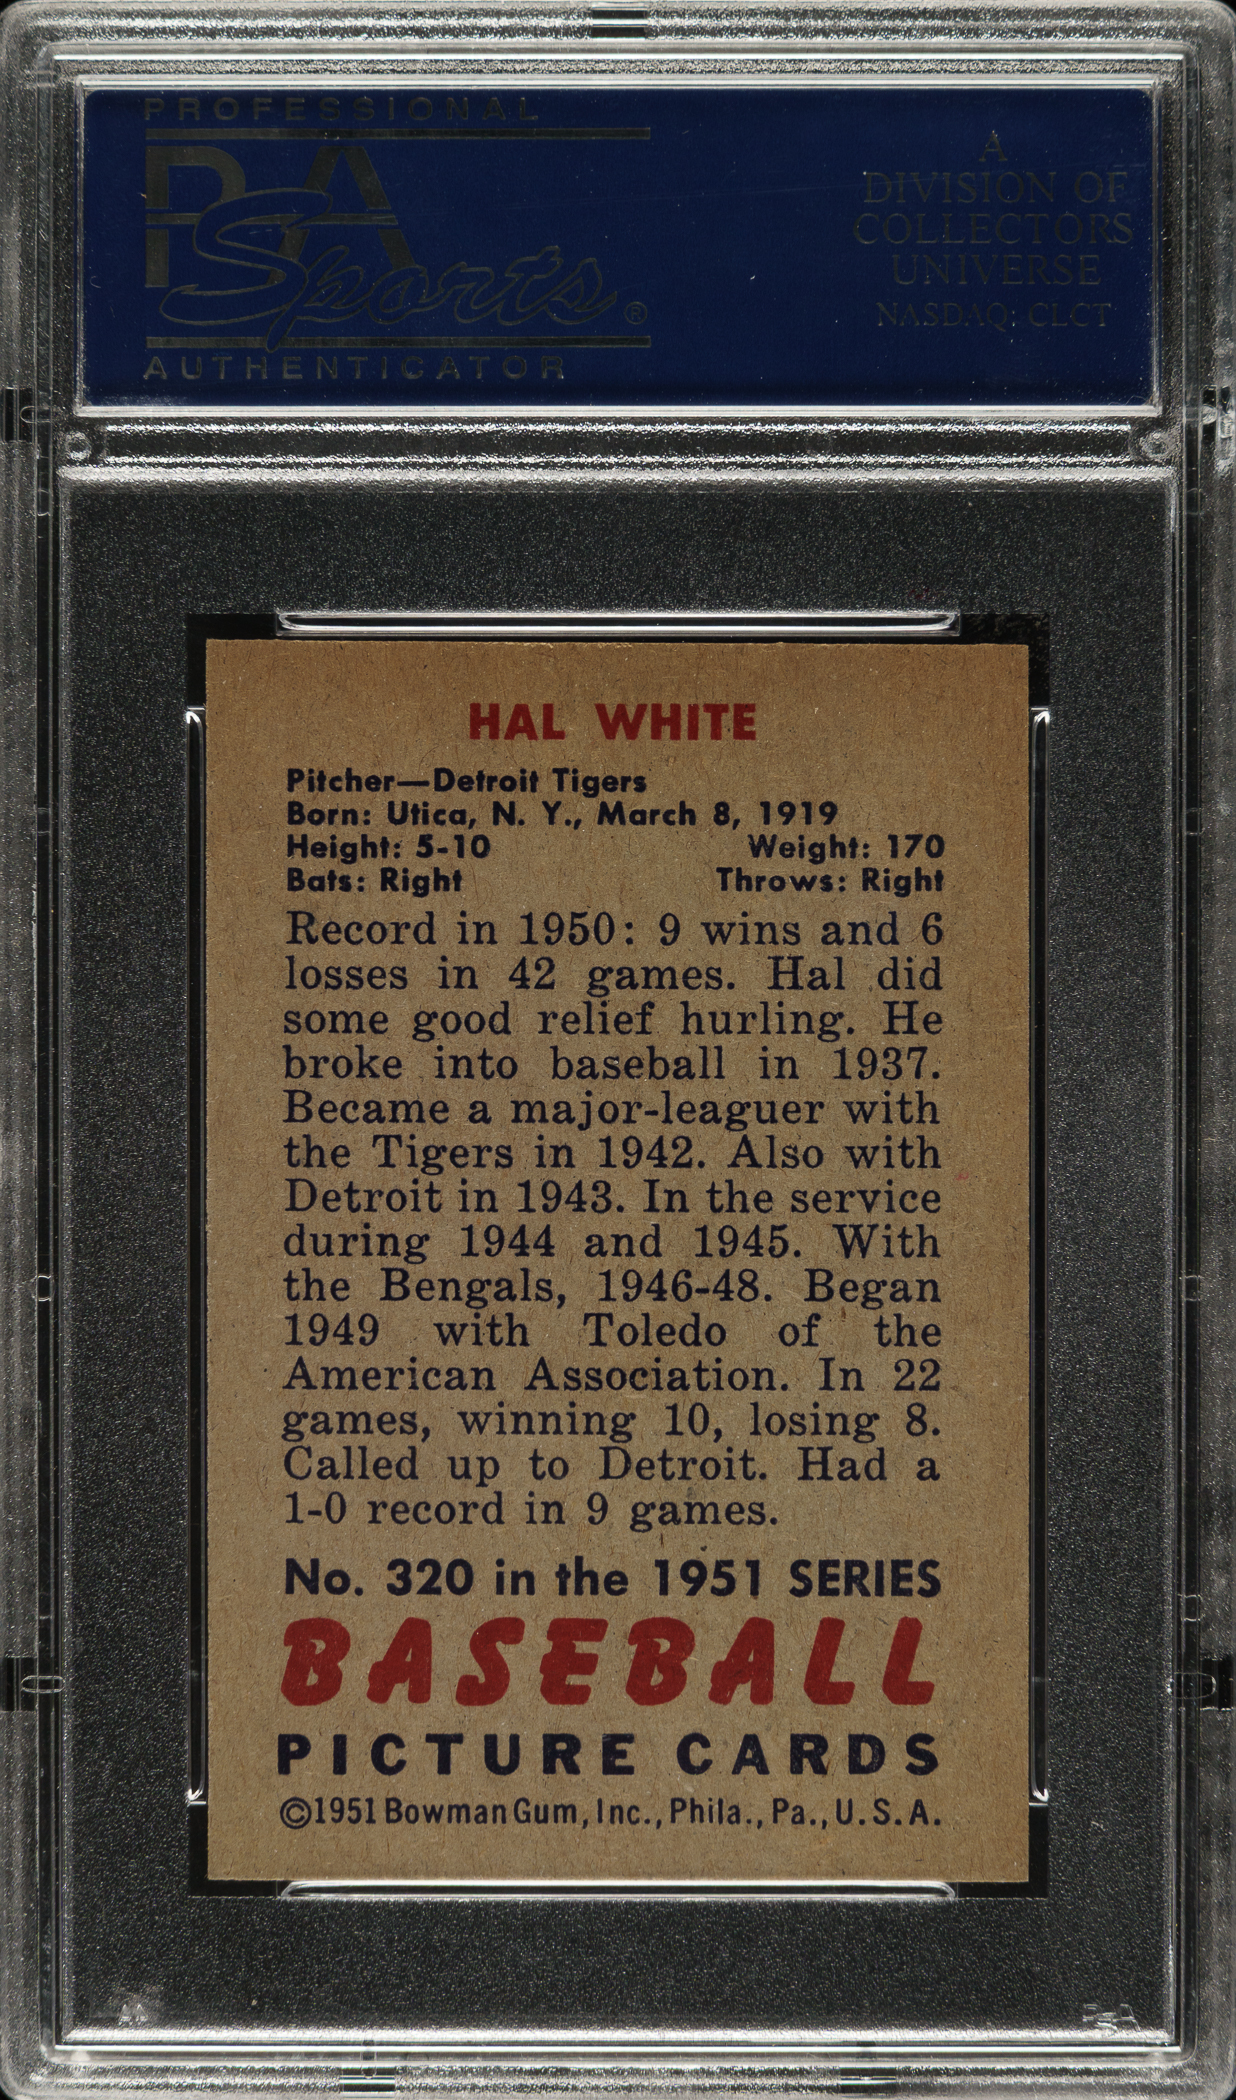 PROFESSIONAL
PSA
Sports®
AUTHENTICATOR
A
DIVISION OF
COLLECTORS
UNIVERSE
NASDAQ: CLCT
HAL WHITE
Pitcher—Detroit Tigers
Born: Utica, N. Y., March 8, 1919
Height: 5-10 Weight: 170
Bats: Right Throws: Right
Record in 1950: 9 wins and 6
losses in 42 games. Hal did
some good relief hurling. He
broke into baseball in 1937.
Became a major-leaguer with
the Tigers in 1942. Also with
Detroit in 1943. In the service
during 1944 and 1945. With
the Bengals, 1946-48. Began
1949 with Toledo of the
American Association. In 22
games, winning 10, losing 8.
Called up to Detroit. Had a
1-0 record in 9 games.
No. 320 in the 1951 SERIES
BASEBALL
PICTURE CARDS
©1951 Bowman Gum, Inc., Phila., Pa., U.S.A.
PSA